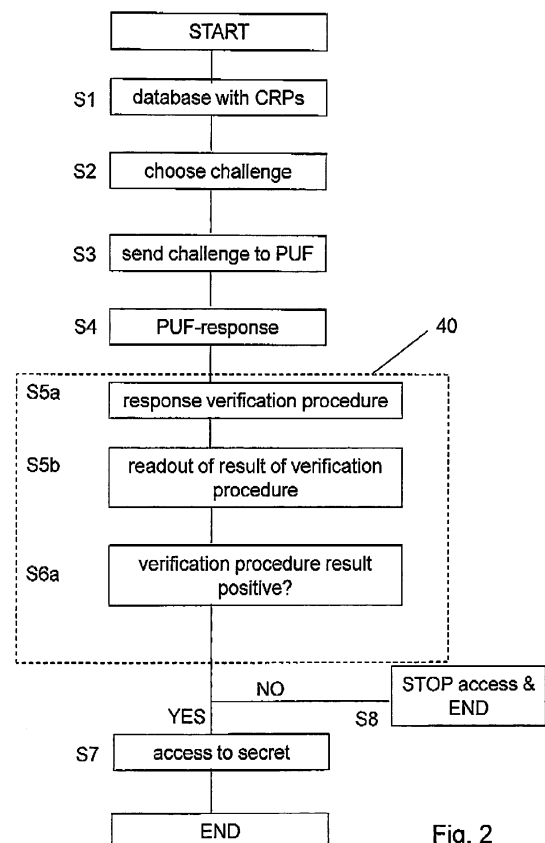 START
S1 database with CRPs
S2 choose challenge
S3 send challenge to PUF
S4 PUF-response
40
S5a response verification procedure
S5b readout of result of verification
procedure
S6a verification procedure result
positive?
NO
STOP access &
END
YES
S8
S7 access to secret
END
Fig. 2